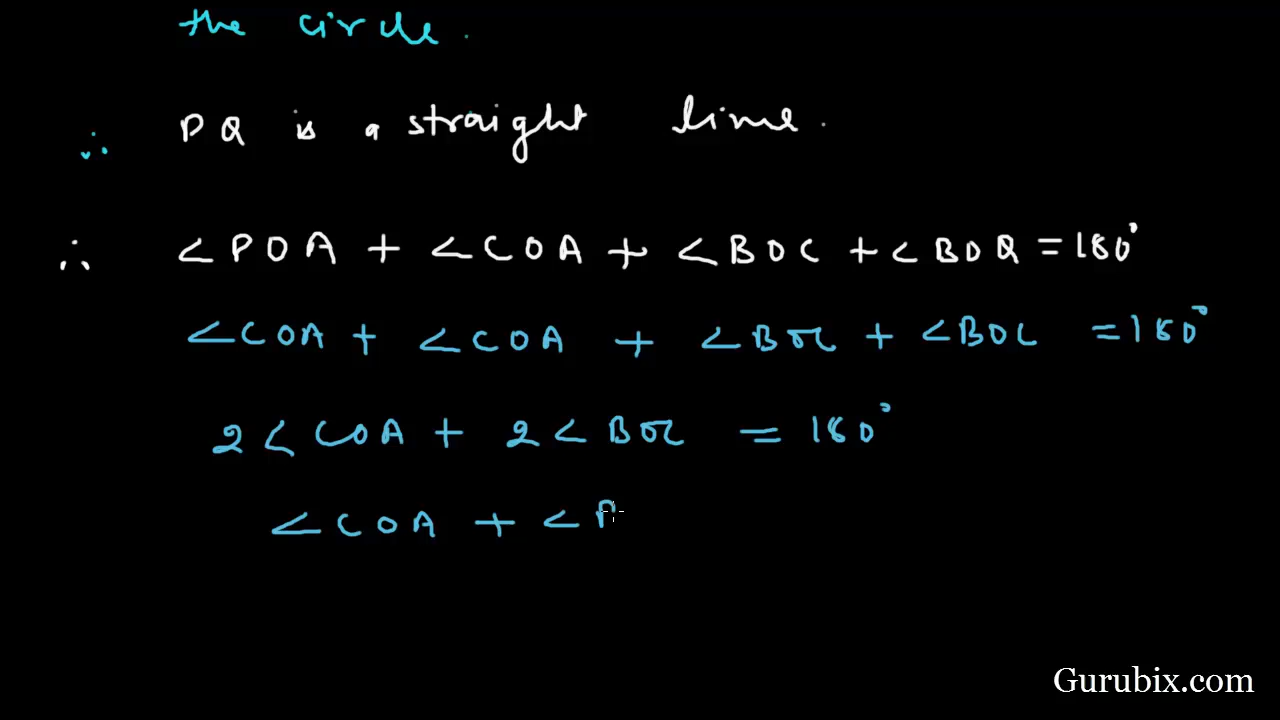 the circle.
∴ PQ is a straight line.
∴ ∠POA + ∠COA + ∠BOC + ∠BOQ = 180°
∠COA + ∠COA + ∠BOC + ∠BOC = 180°
2∠COA + 2∠BOC = 180°
∠COA + ∠
Gurubix.com